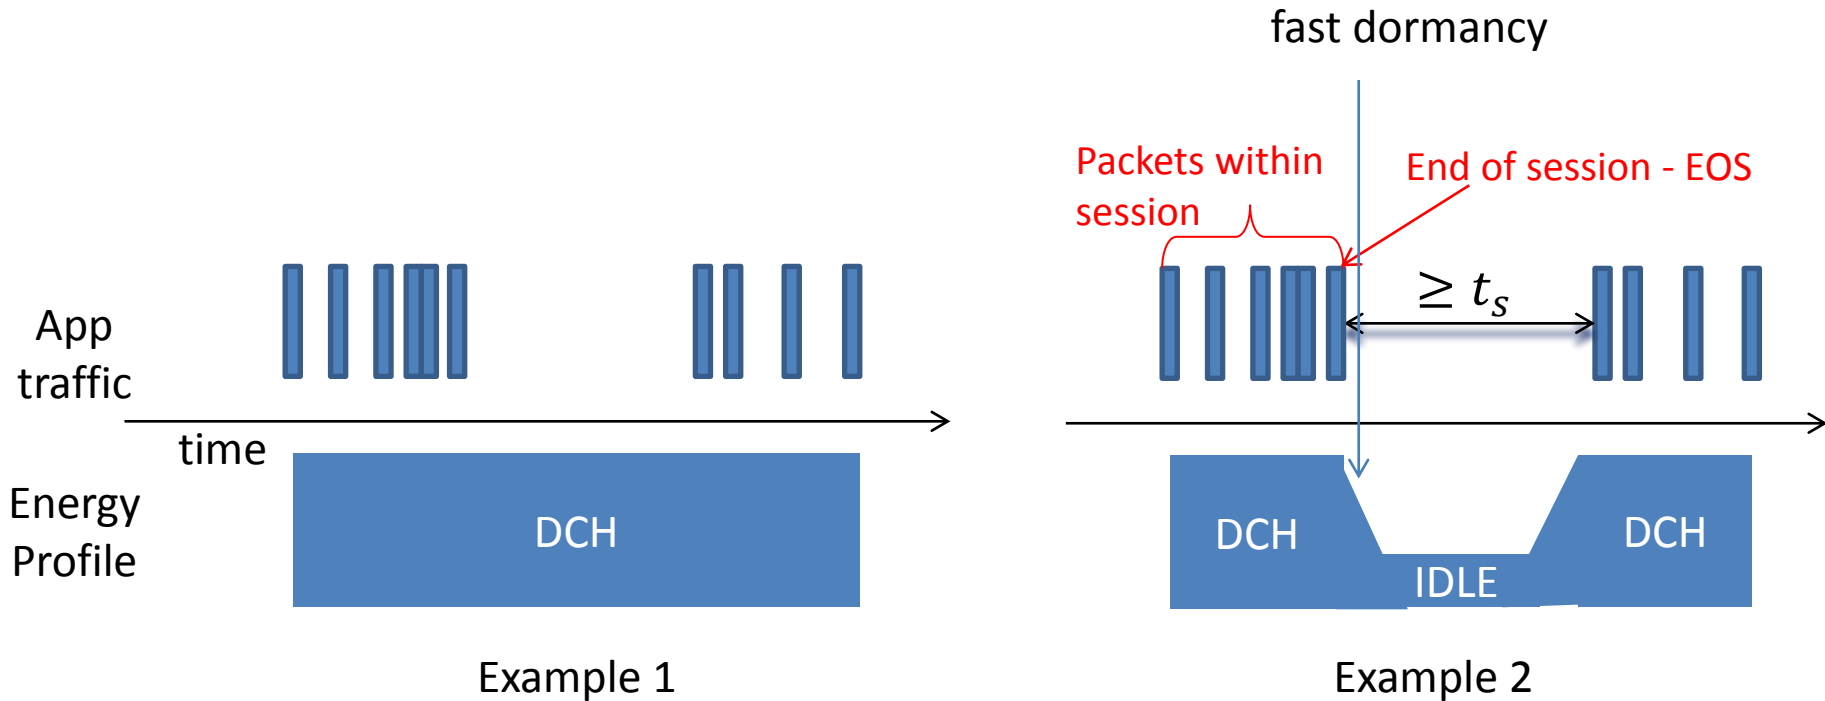 fast dormancy
Packets within
session
End of session - EOS
≥ tₛ
App
traffic
time
Energy
Profile
DCH
DCH
IDLE
DCH
Example 1
Example 2